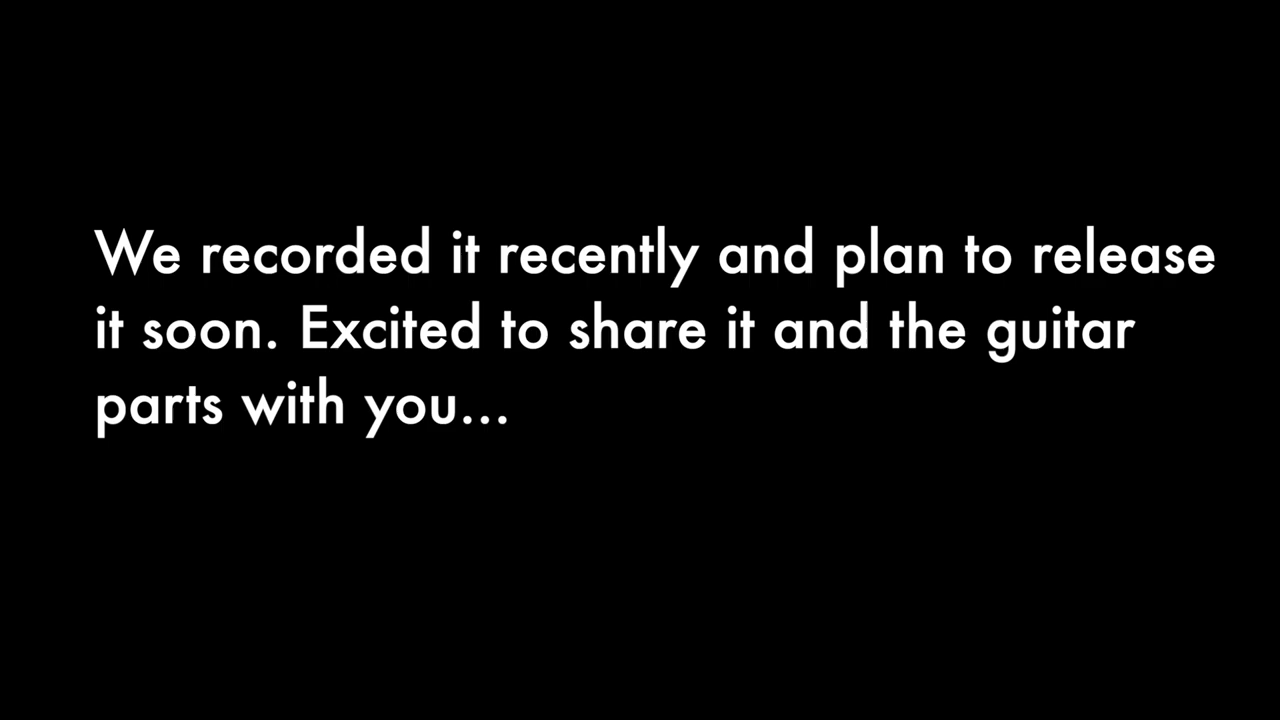 We recorded it recently and plan to release
it soon. Excited to share it and the guitar
parts with you...